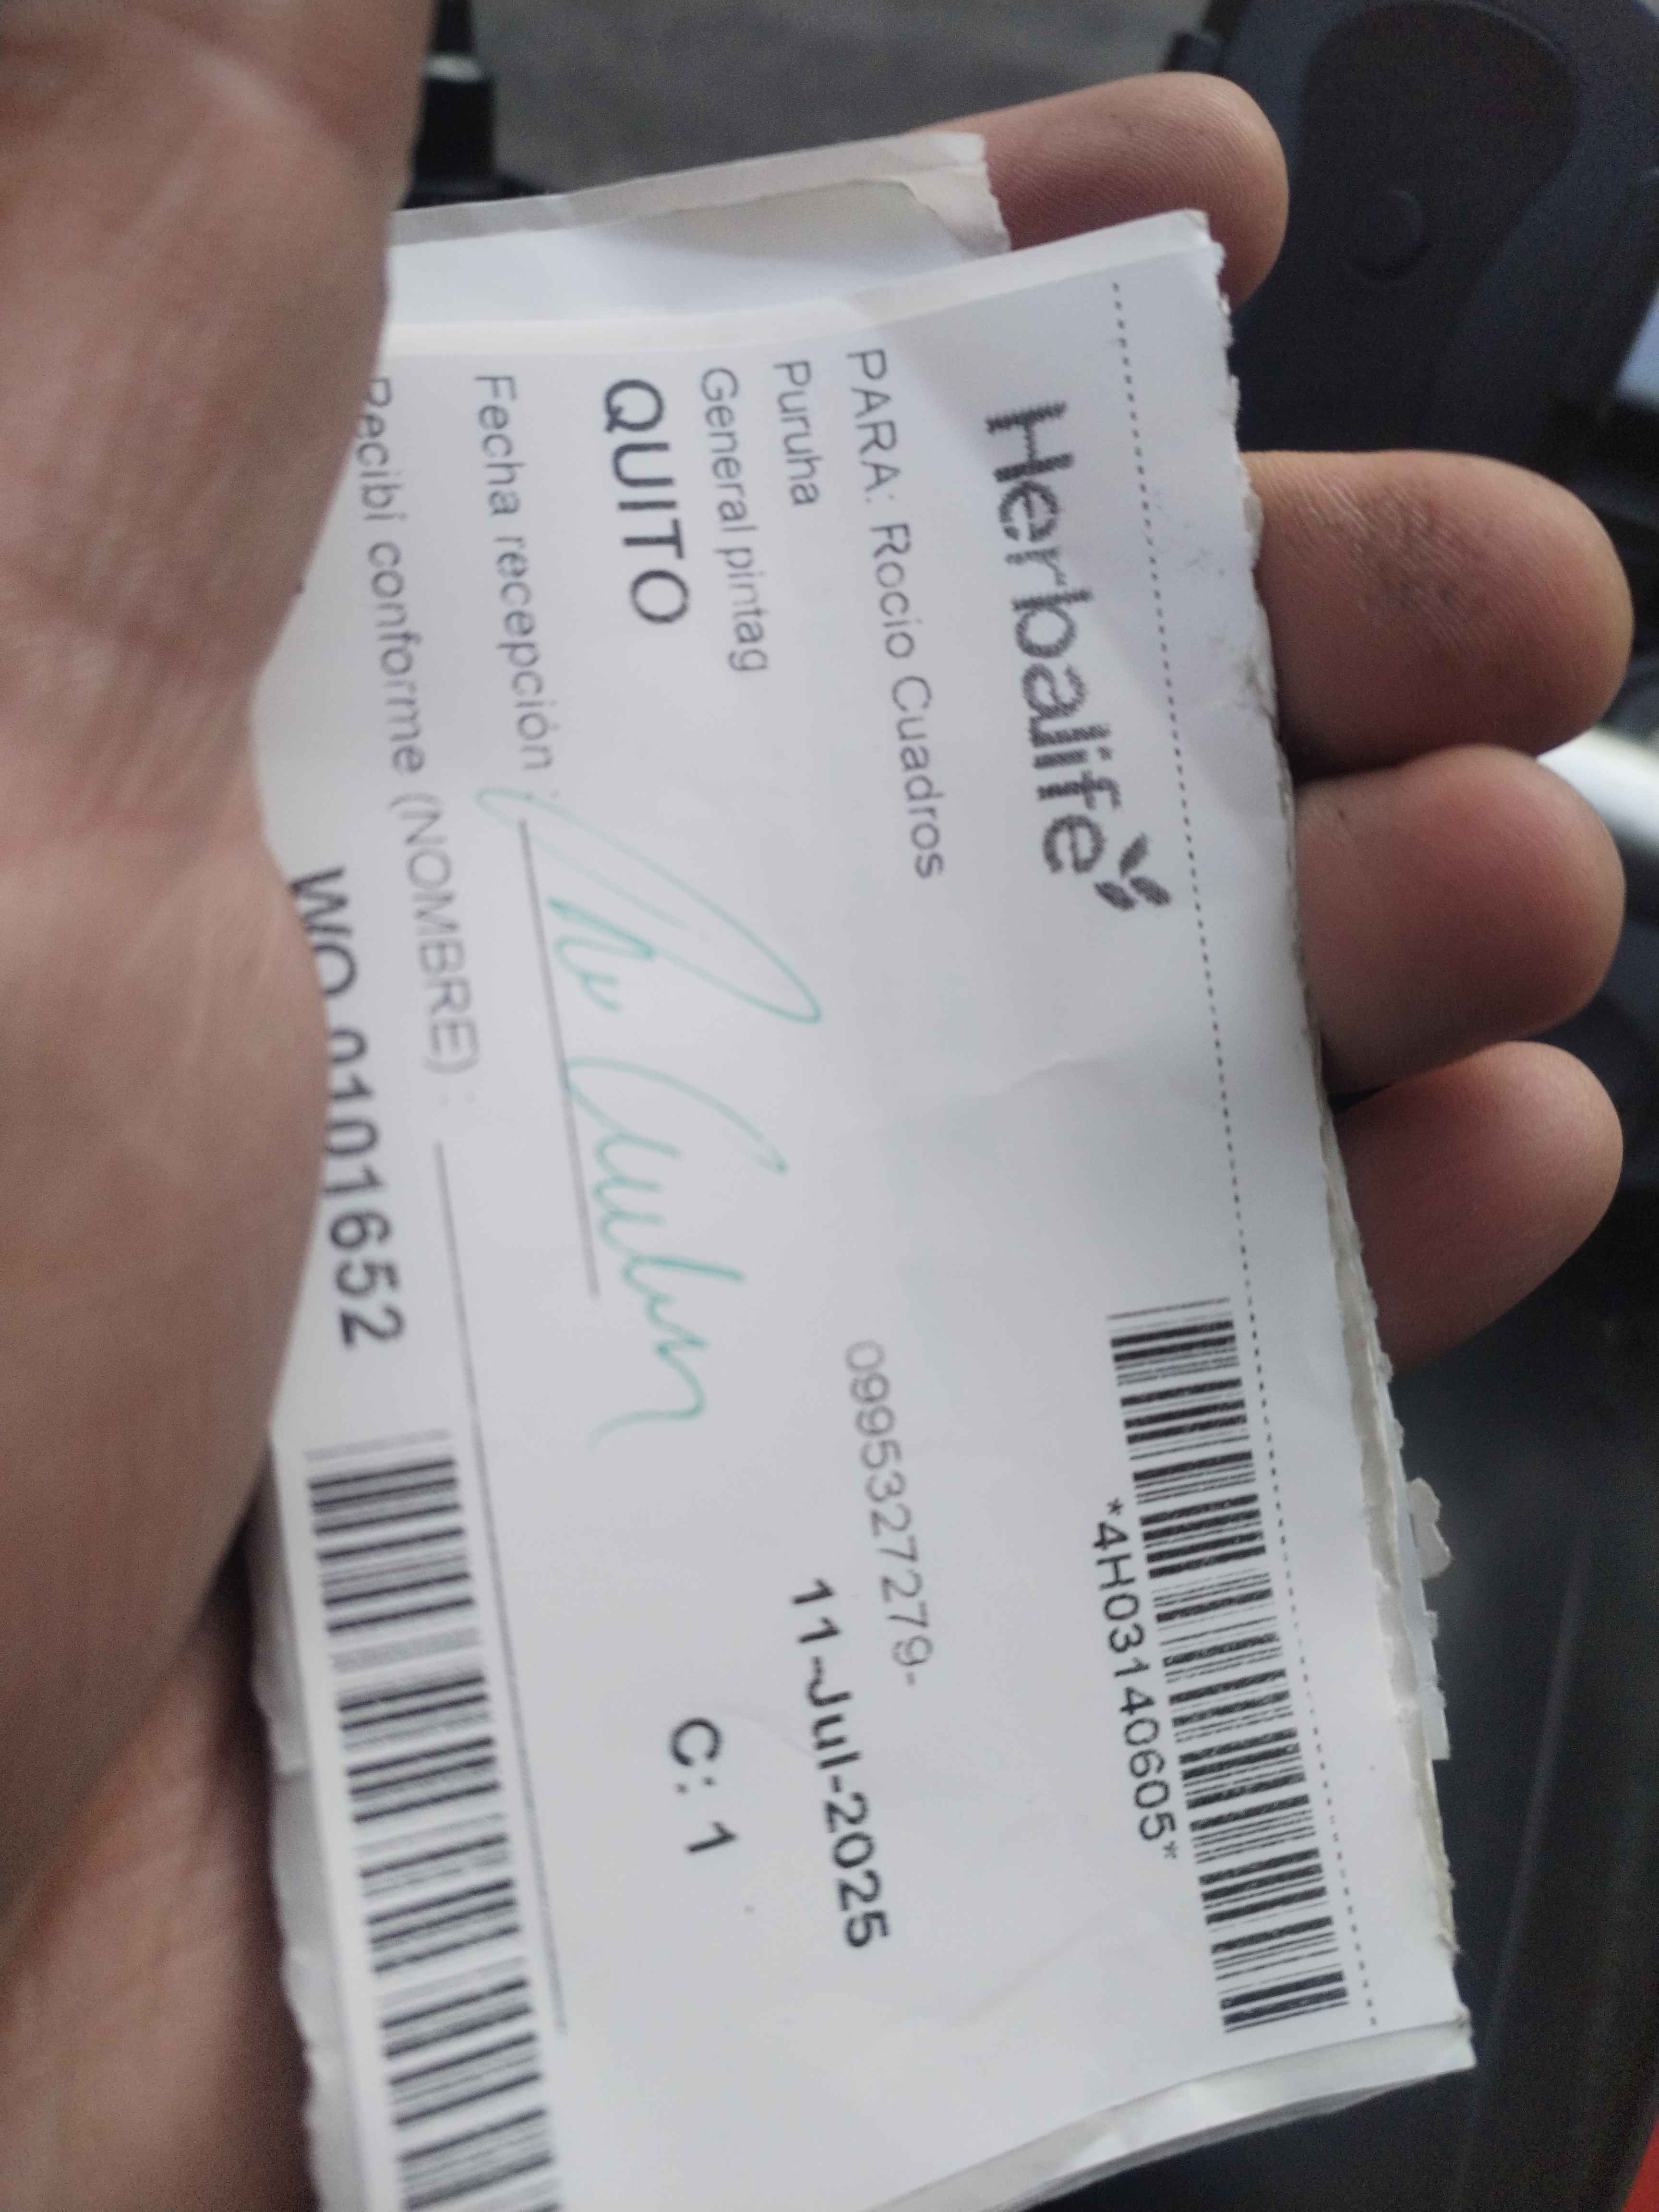 Herbalife
*4H03140605*
PARA: Rocio Cuadros
0995327279-
Puruha
11-Jul-2025
General pintag
QUITO
C: 1
Fecha recepción :
Recibí conforme (NOMBRE) :
WO 0101652